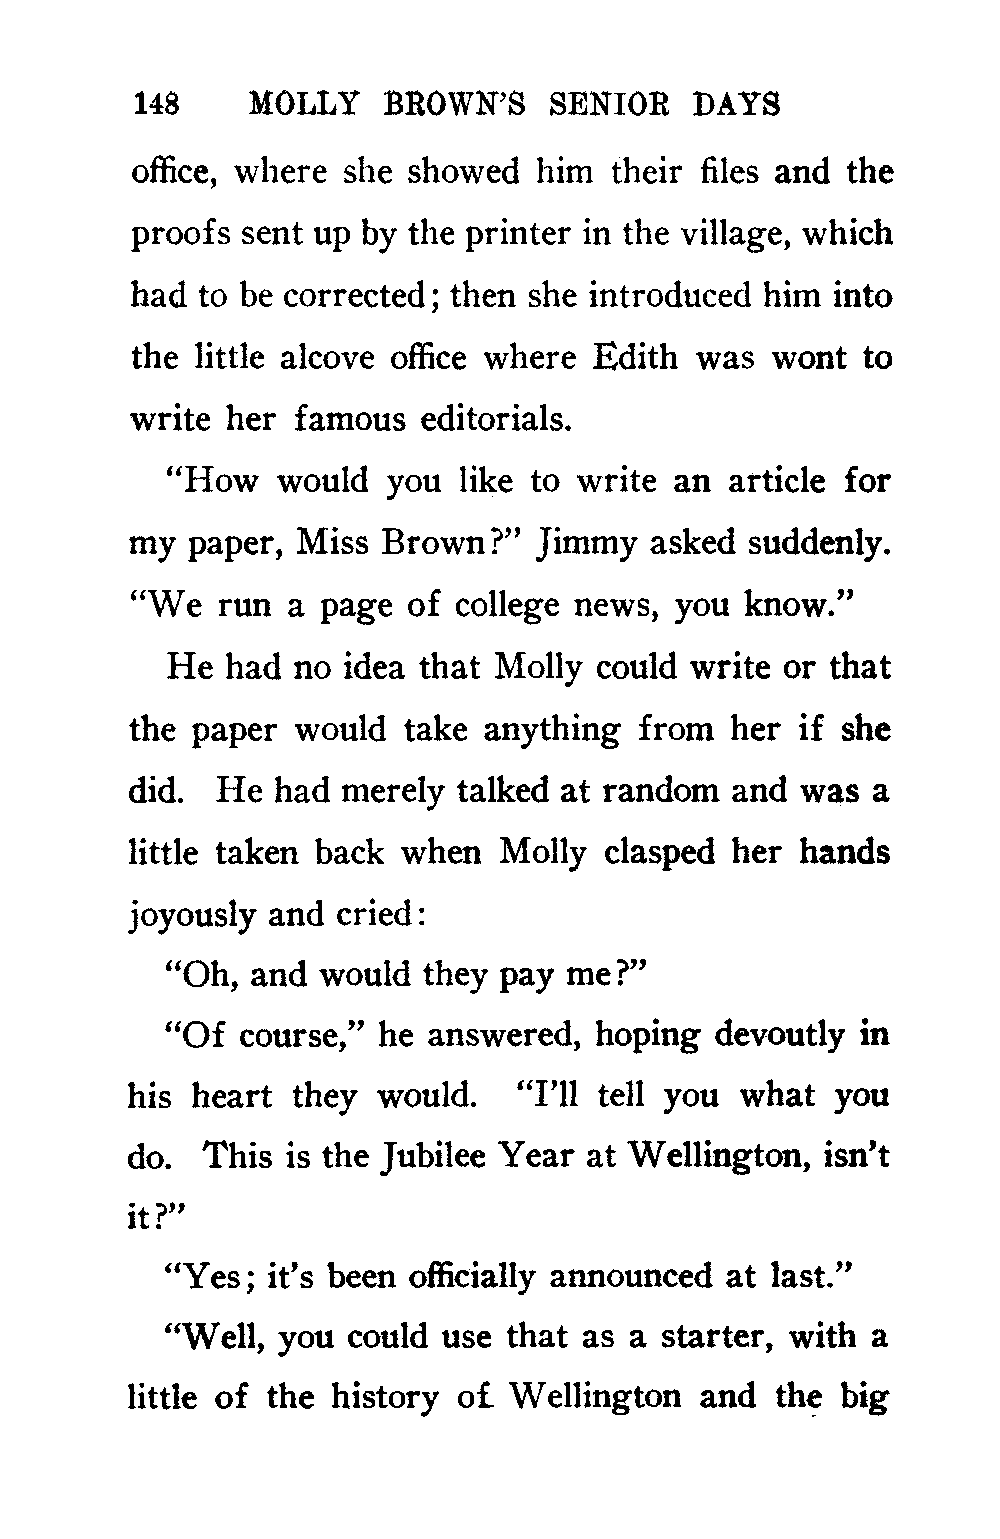 148 MOLLY BROWN'S SENIOR DAYS
office, where she showed him their files and the
proofs sent up by the printer in the village, which
had to be corrected; then she introduced him into
the little alcove office where Edith was wont to
write her famous editorials.
"How would you like to write an article for
my paper, Miss Brown?" Jimmy asked suddenly.
"We run a page of college news, you know."
He had no idea that Molly could write or that
the paper would take anything from her if she
did. He had merely talked at random and was a
little taken back when Molly clasped her hands
joyously and cried:
"Oh, and would they pay me?"
"Of course," he answered, hoping devoutly in
his heart they would. "I'll tell you what you
do. This is the Jubilee Year at Wellington, isn't
it?"
"Yes; it's been officially announced at last."
"Well, you could use that as a starter, with a
little of the history of Wellington and the big